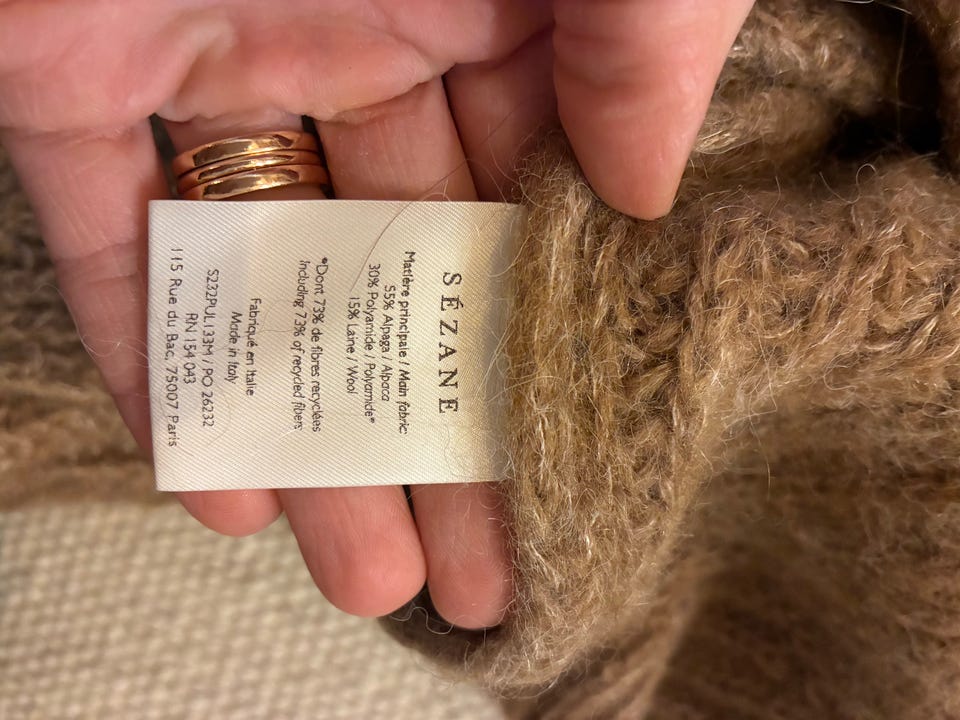 SÉZANE
Matière principale / Main fabric:
55% Alpaga / Alpaca
30% Polyamide / Polyamide*
15% Laine / Wool
*Dont 73% de fibres recyclées
Including 73% of recycled fibers
Fabriqué en Italie
Made in Italy
S232PUL133M / PO 26232
RN 154 043
115 Rue du Bac, 75007 Paris